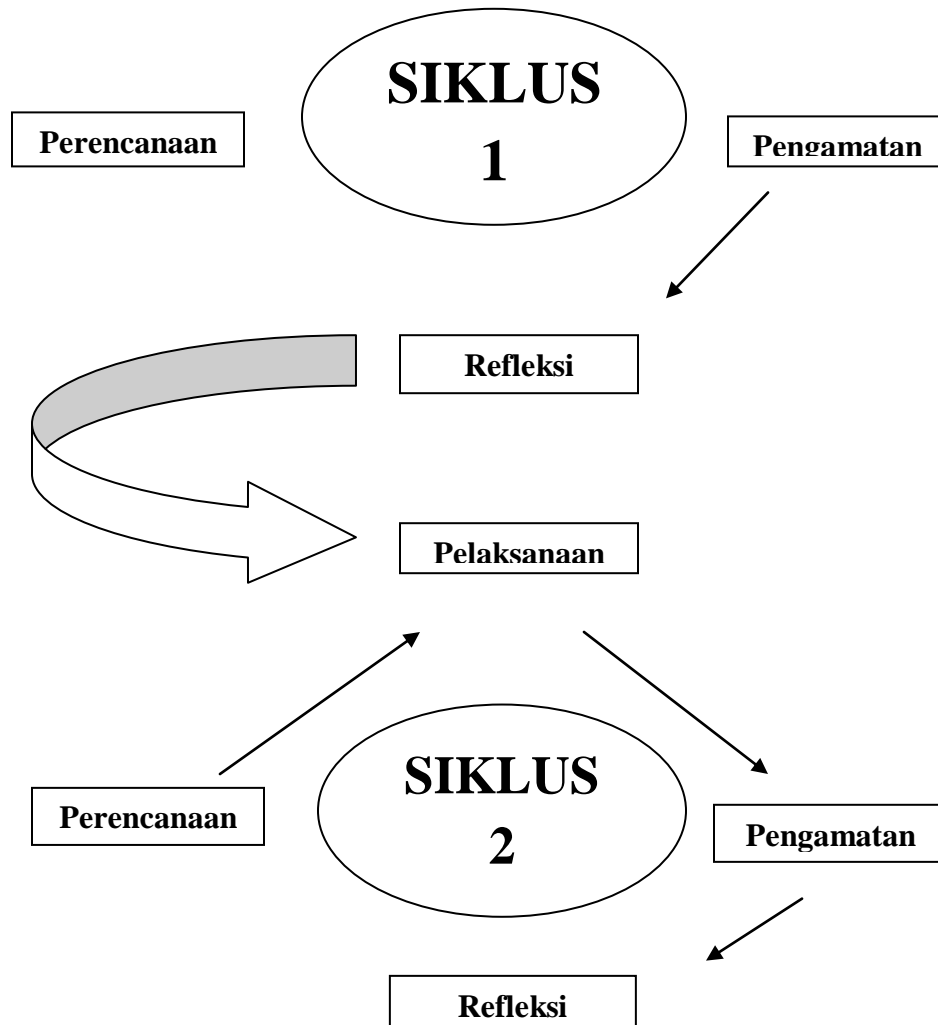 SIKLUS
1
Perencanaan
Pengamatan
Refleksi
Pelaksanaan
SIKLUS
2
Perencanaan
Pengamatan
Refleksi